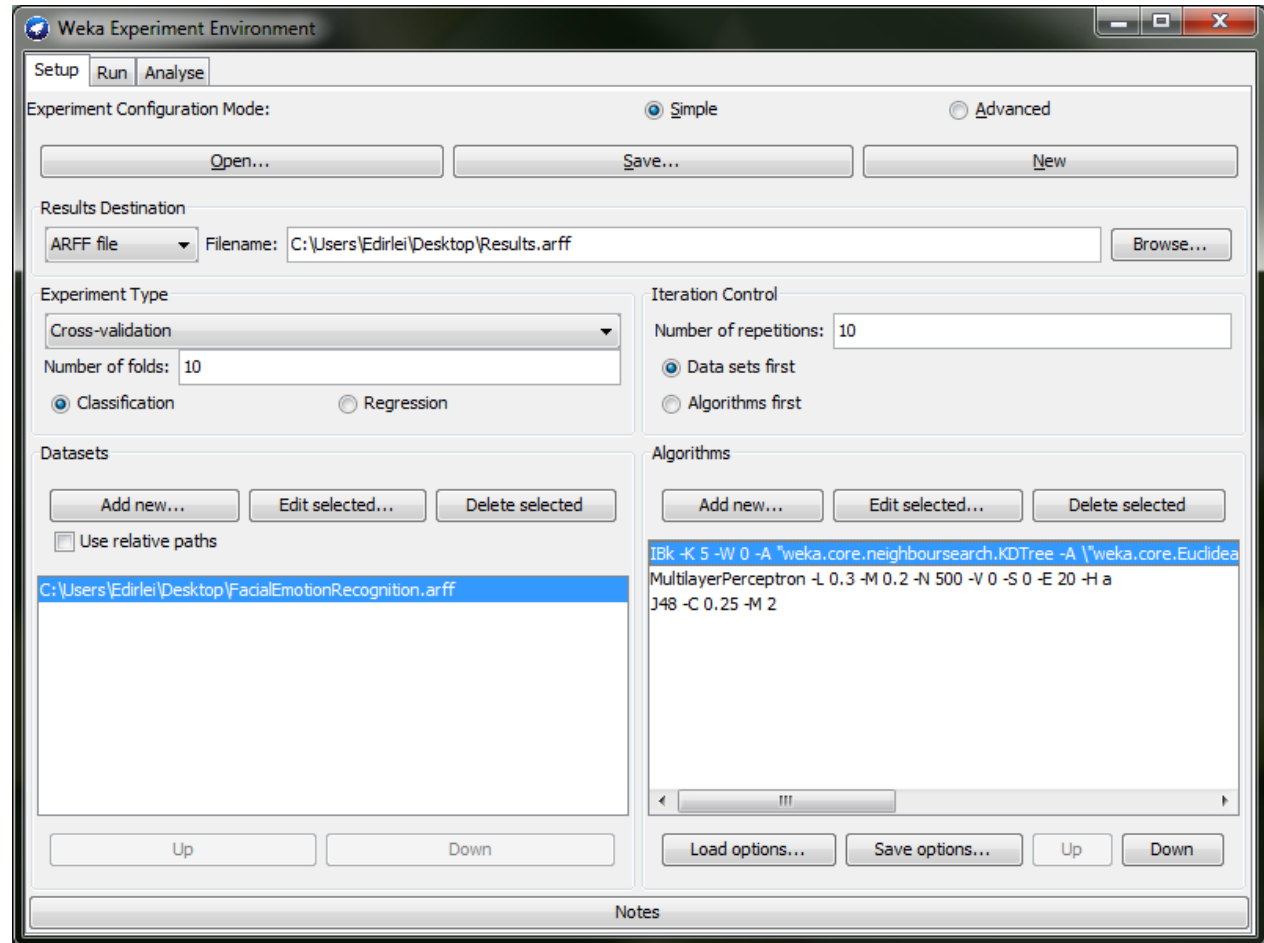 Weka Experiment Environment
Setup Run Analyse
Experiment Configuration Mode: Simple Advanced
Open... Save... New
Results Destination
ARFF file Filename: C:\Users\Edirlei\Desktop\Results.arff Browse...
Experiment Type
Cross-validation
Number of folds: 10
Classification Regression
Iteration Control
Number of repetitions: 10
Data sets first
Algorithms first
Datasets
Add new... Edit selected... Delete selected
Use relative paths
C:\Users\Edirlei\Desktop\FacialEmotionRecognition.arff
Up Down
Algorithms
Add new... Edit selected... Delete selected
IBk -K 5 -W 0 -A "weka.core.neighboursearch.KDTree -A \"weka.core.Euclidea
MultilayerPerceptron -L 0.3 -M 0.2 -N 500 -V 0 -S 0 -E 20 -H a
J48 -C 0.25 -M 2
Load options... Save options... Up Down
Notes